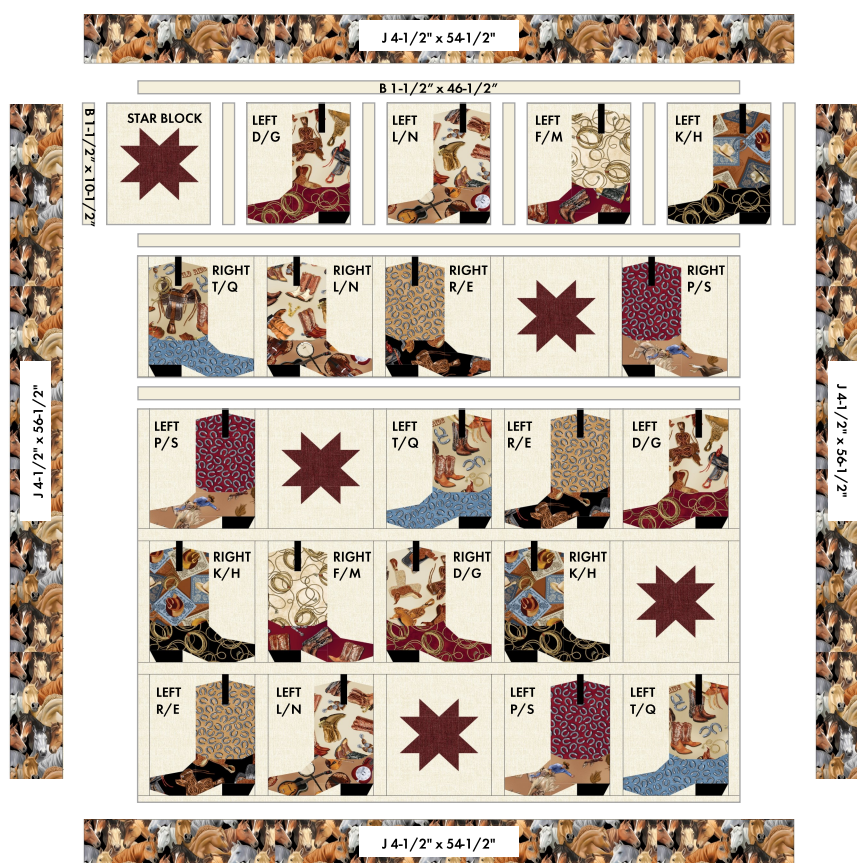 J 4-1/2" x 54-1/2"
B 1-1/2” x 46-1/2”
B 1-1/2” x 10-1/2”
STAR BLOCK
LEFT
D/G
LEFT
L/N
LEFT
F/M
LEFT
K/H
RIGHT
T/Q
RIGHT
L/N
RIGHT
R/E
RIGHT
P/S
J 4-1/2" x 56-1/2"
J 4-1/2" x 56-1/2"
LEFT
P/S
LEFT
T/Q
LEFT
R/E
LEFT
D/G
RIGHT
K/H
RIGHT
F/M
RIGHT
D/G
RIGHT
K/H
LEFT
R/E
LEFT
L/N
LEFT
P/S
LEFT
T/Q
J 4-1/2" x 54-1/2"